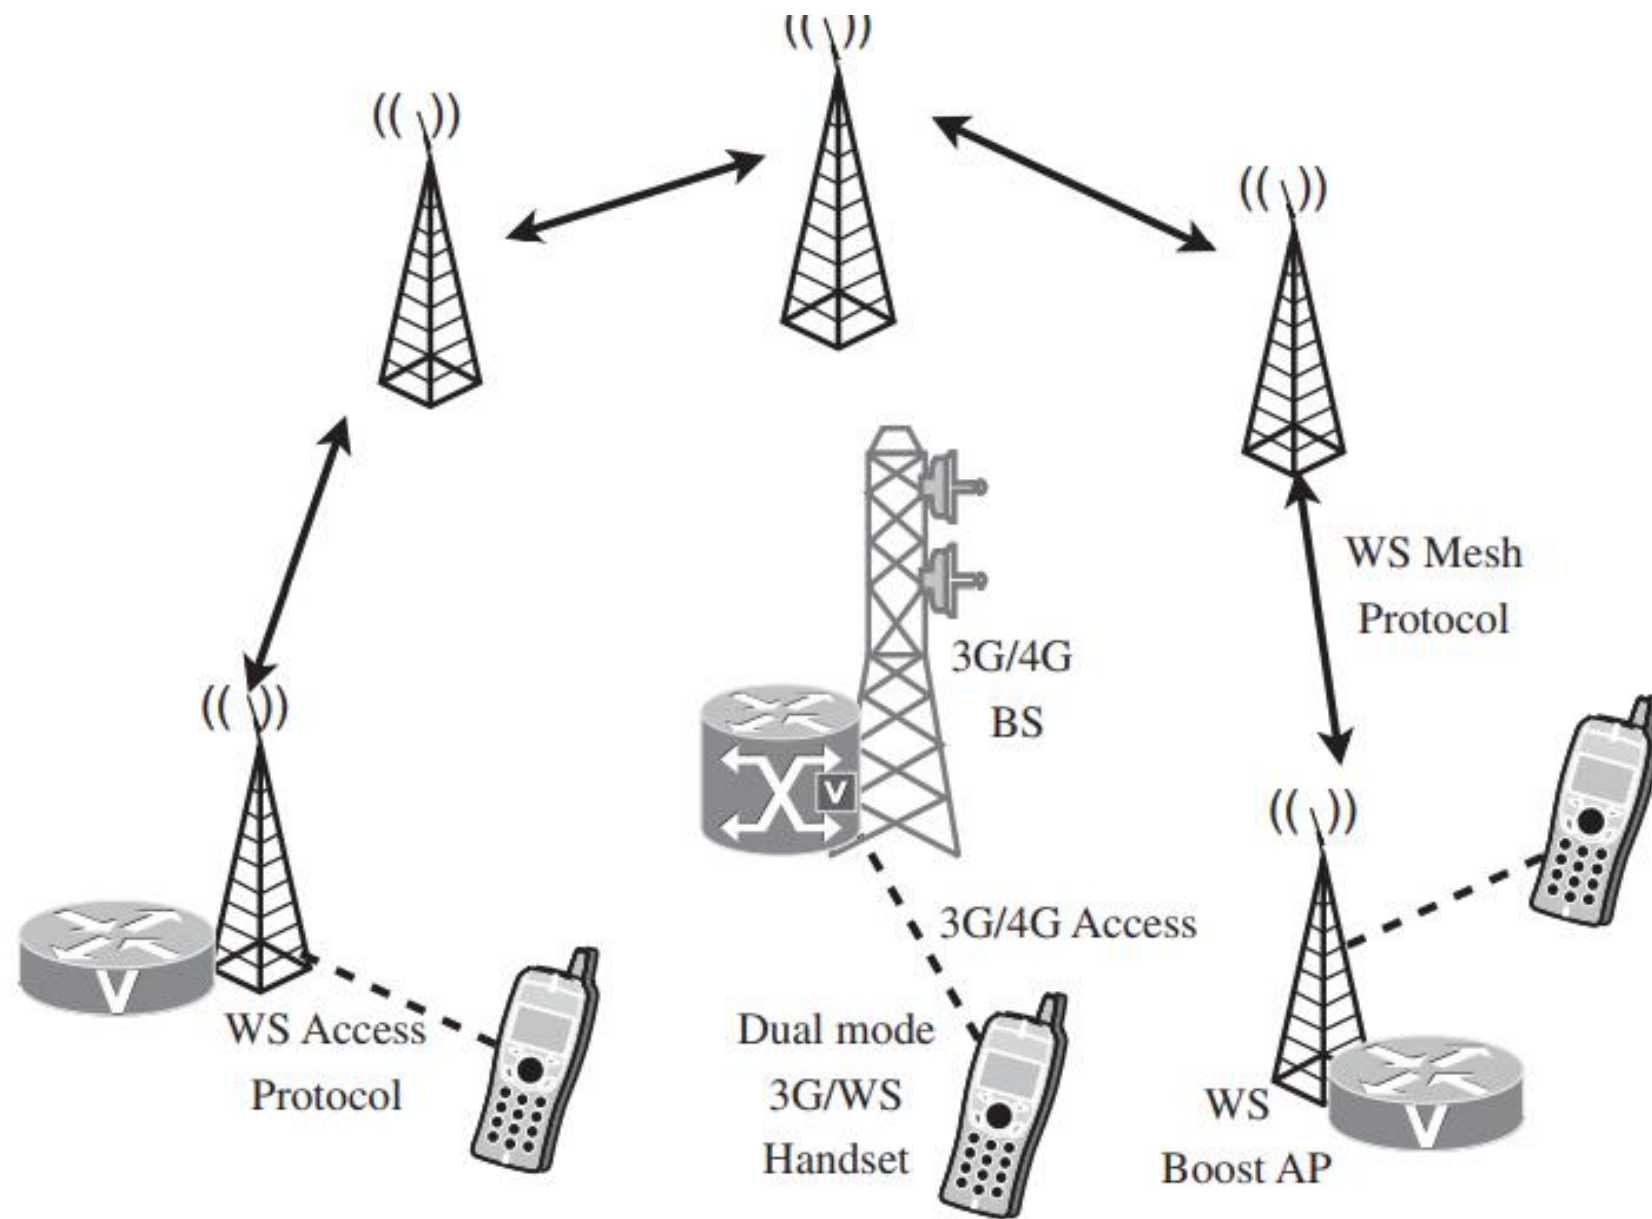 WS Mesh
Protocol
3G/4G
BS
V
3G/4G Access
V
WS Access
Protocol
Dual mode
3G/WS
Handset
WS
Boost AP
V